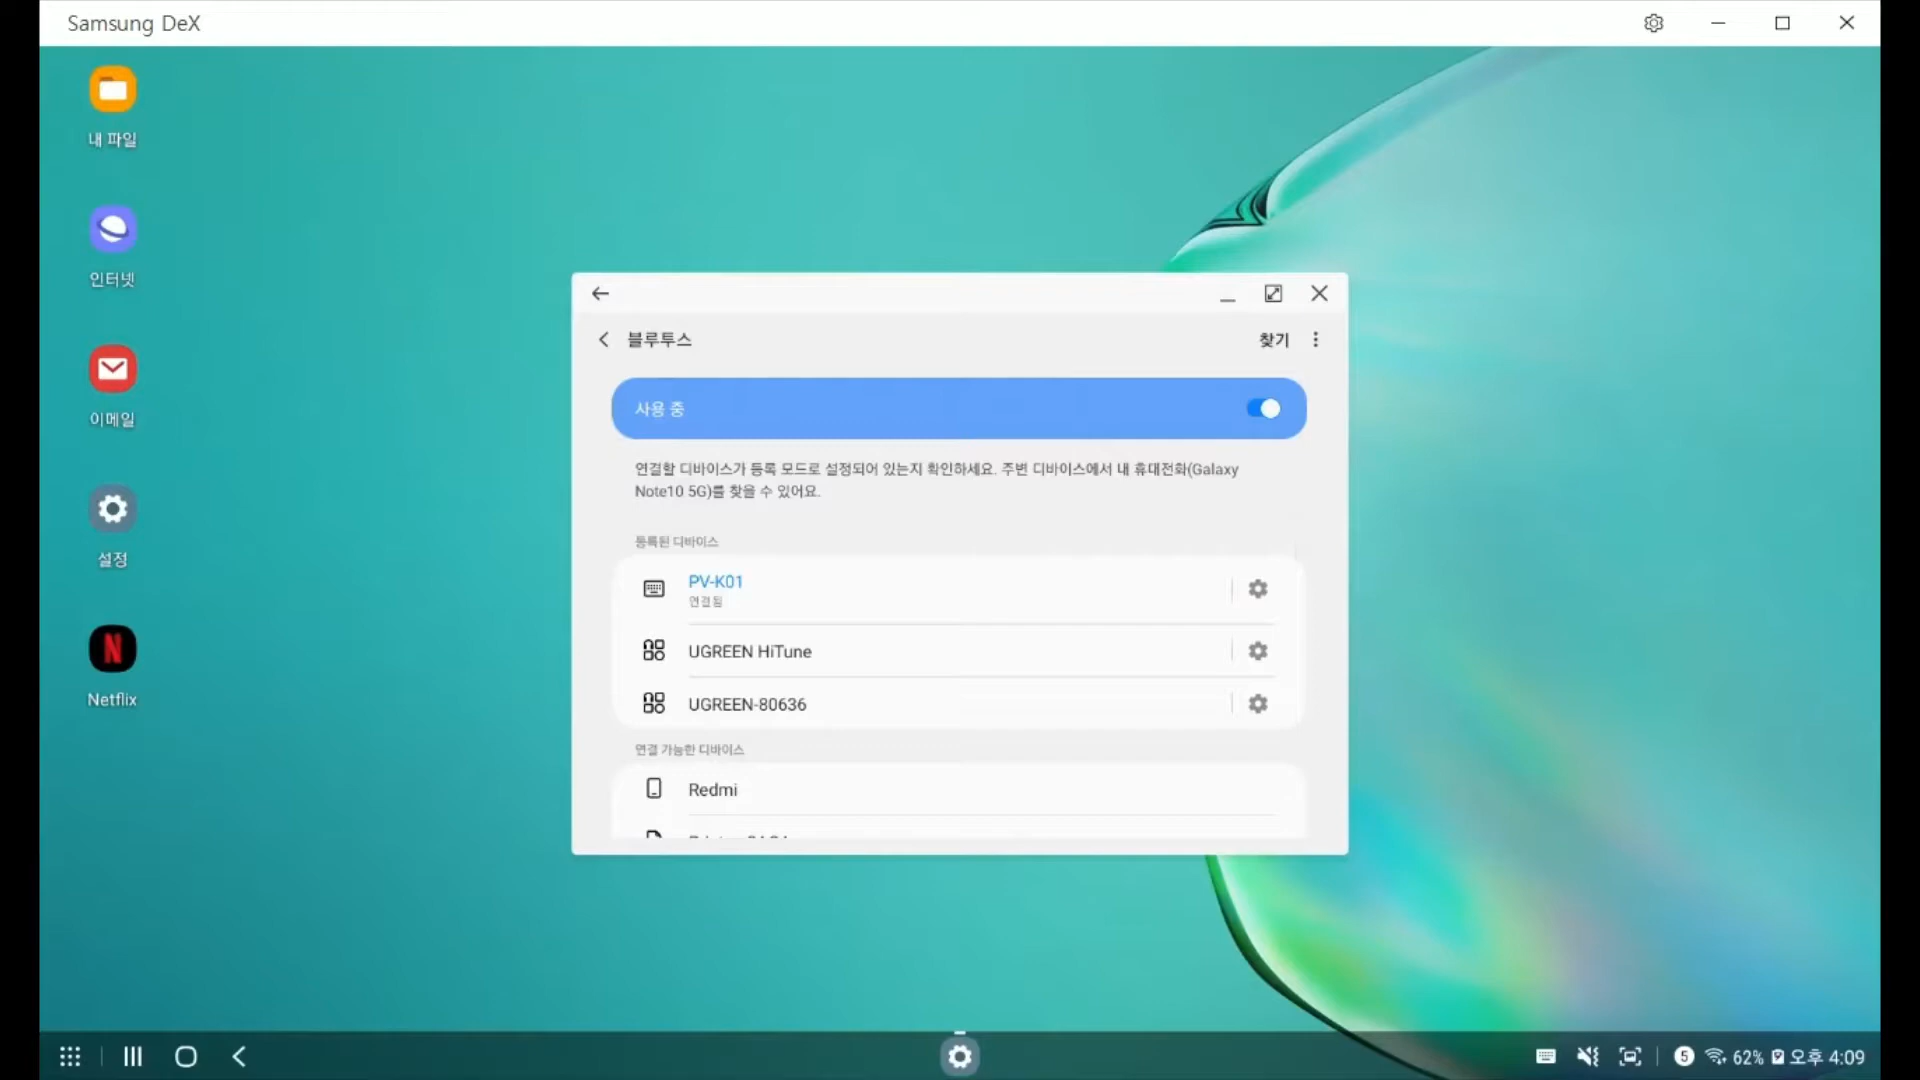 Samsung DeX
내 파일
인터넷
이메일
설정
Netflix
블루투스
찾기
사용 중
연결할 디바이스가 등록 모드로 설정되어 있는지 확인하세요. 주변 디바이스에서 내 휴대전화(Galaxy
Note10 5G)를 찾을 수 있어요.
등록된 디바이스
PV-K01
연결됨
UGREEN HiTune
UGREEN-80636
연결 가능한 디바이스
Redmi
5
62%
오후 4:09